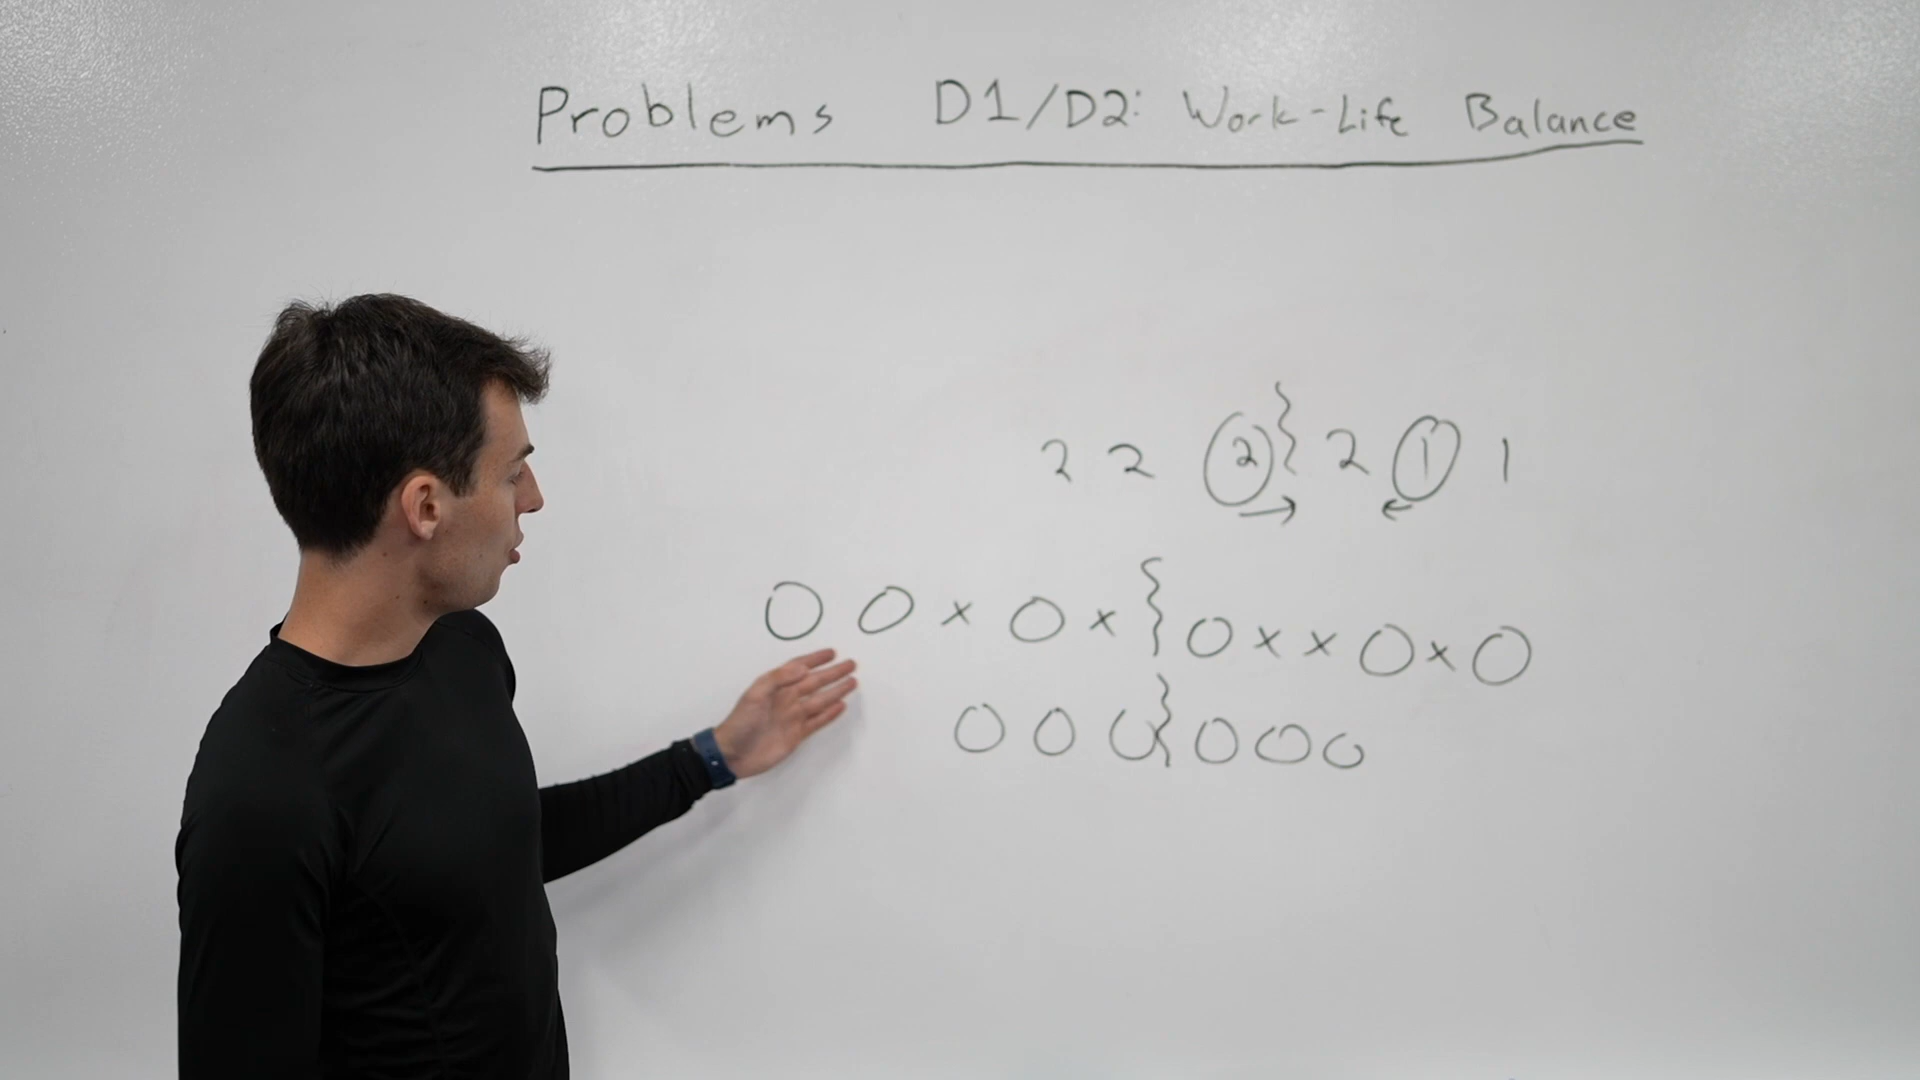 Problems D1/D2: Work-Life Balance
2 2 2 } 2 1 1
O O × O × } O × × O × O
O O O } O O O